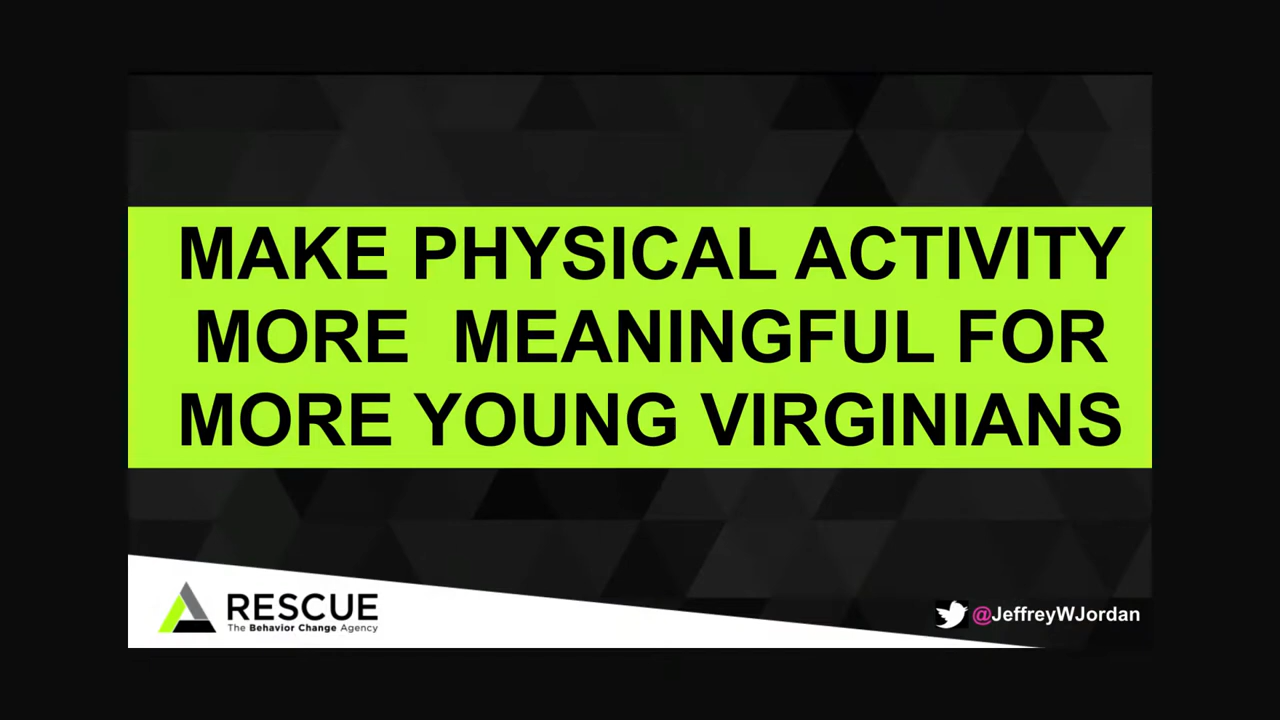 MAKE PHYSICAL ACTIVITY
MORE MEANINGFUL FOR
MORE YOUNG VIRGINIANS
RESCUE
The Behavior Change Agency
@JeffreyWJordan